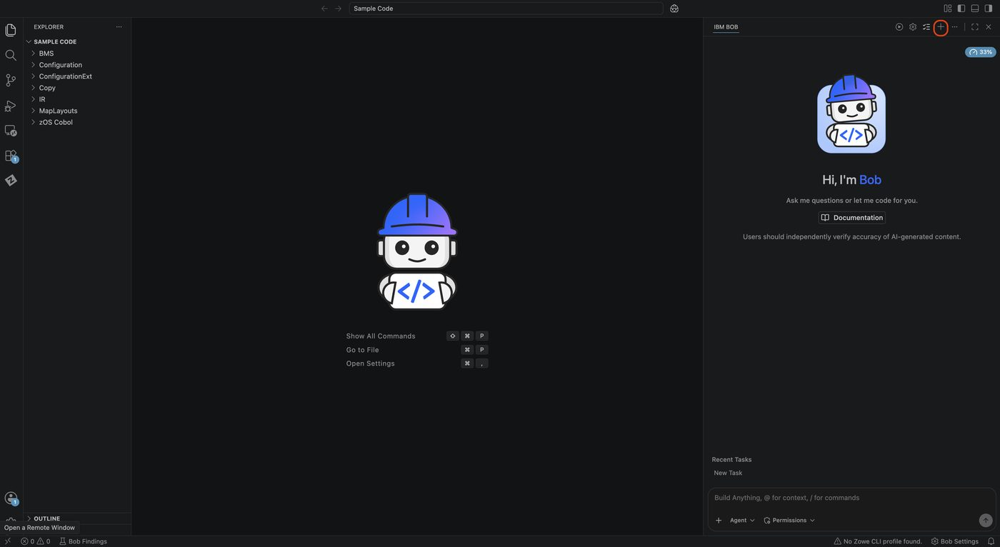 Sample Code
EXPLORER
SAMPLE CODE
BMS
Configuration
ConfigurationExt
Copy
IR
MapLayouts
zOS Cobol
1
1
OUTLINE
Open a Remote Window
</>
Show All Commands ⇧ ⌘ P
Go to File ⌘ P
Open Settings ⌘ ,
IBM BOB
33%
</>
Hi, I'm Bob
Ask me questions or let me code for you.
Documentation
Users should independently verify accuracy of AI-generated content.
Recent Tasks
New Task
Build Anything, @ for context, / for commands
Agent
Permissions
0 0 Bob Findings
No Zowe CLI profile found. Bob Settings